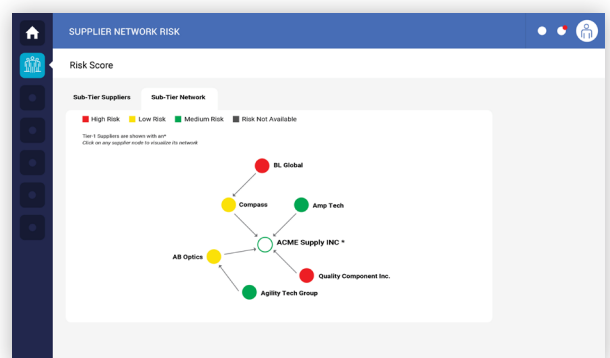 SUPPLIER NETWORK RISK
Risk Score
Sub-Tier Suppliers Sub-Tier Network
High Risk Low Risk Medium Risk Risk Not Available
Tier-1 Suppliers are shown with an*
Click on any supplier node to visualize its network
BL Global
Compass Amp Tech
ACME Supply INC *
AB Optics
Quality Component Inc.
Agility Tech Group